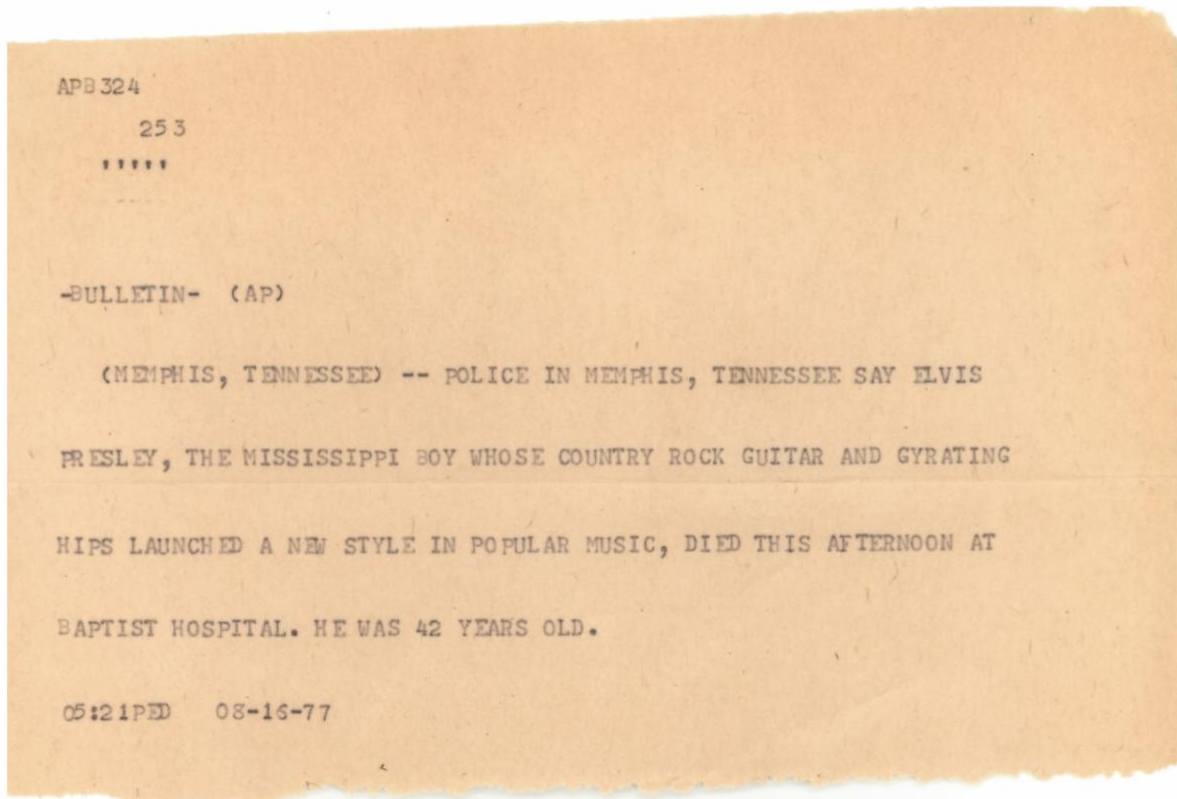 APB324
253
'''''
-BULLETIN- (AP)
(MEMPHIS, TENNESSEE) -- POLICE IN MEMPHIS, TENNESSEE SAY ELVIS
PRESLEY, THE MISSISSIPPI BOY WHOSE COUNTRY ROCK GUITAR AND GYRATING
HIPS LAUNCHED A NEW STYLE IN POPULAR MUSIC, DIED THIS AFTERNOON AT
BAPTIST HOSPITAL. HE WAS 42 YEARS OLD.
05:21PED 08-16-77